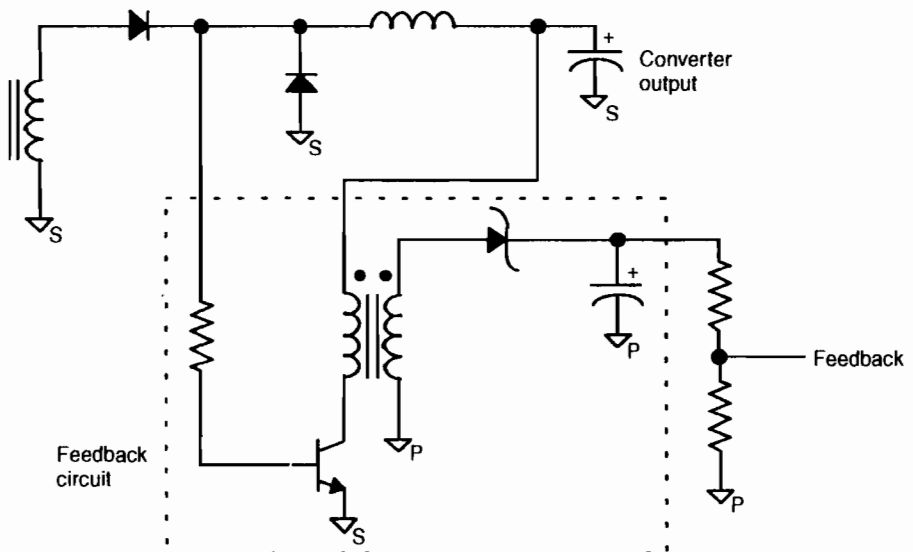 +
Converter
output
S
S
S
+
P
Feedback
P
Feedback
circuit
P
S